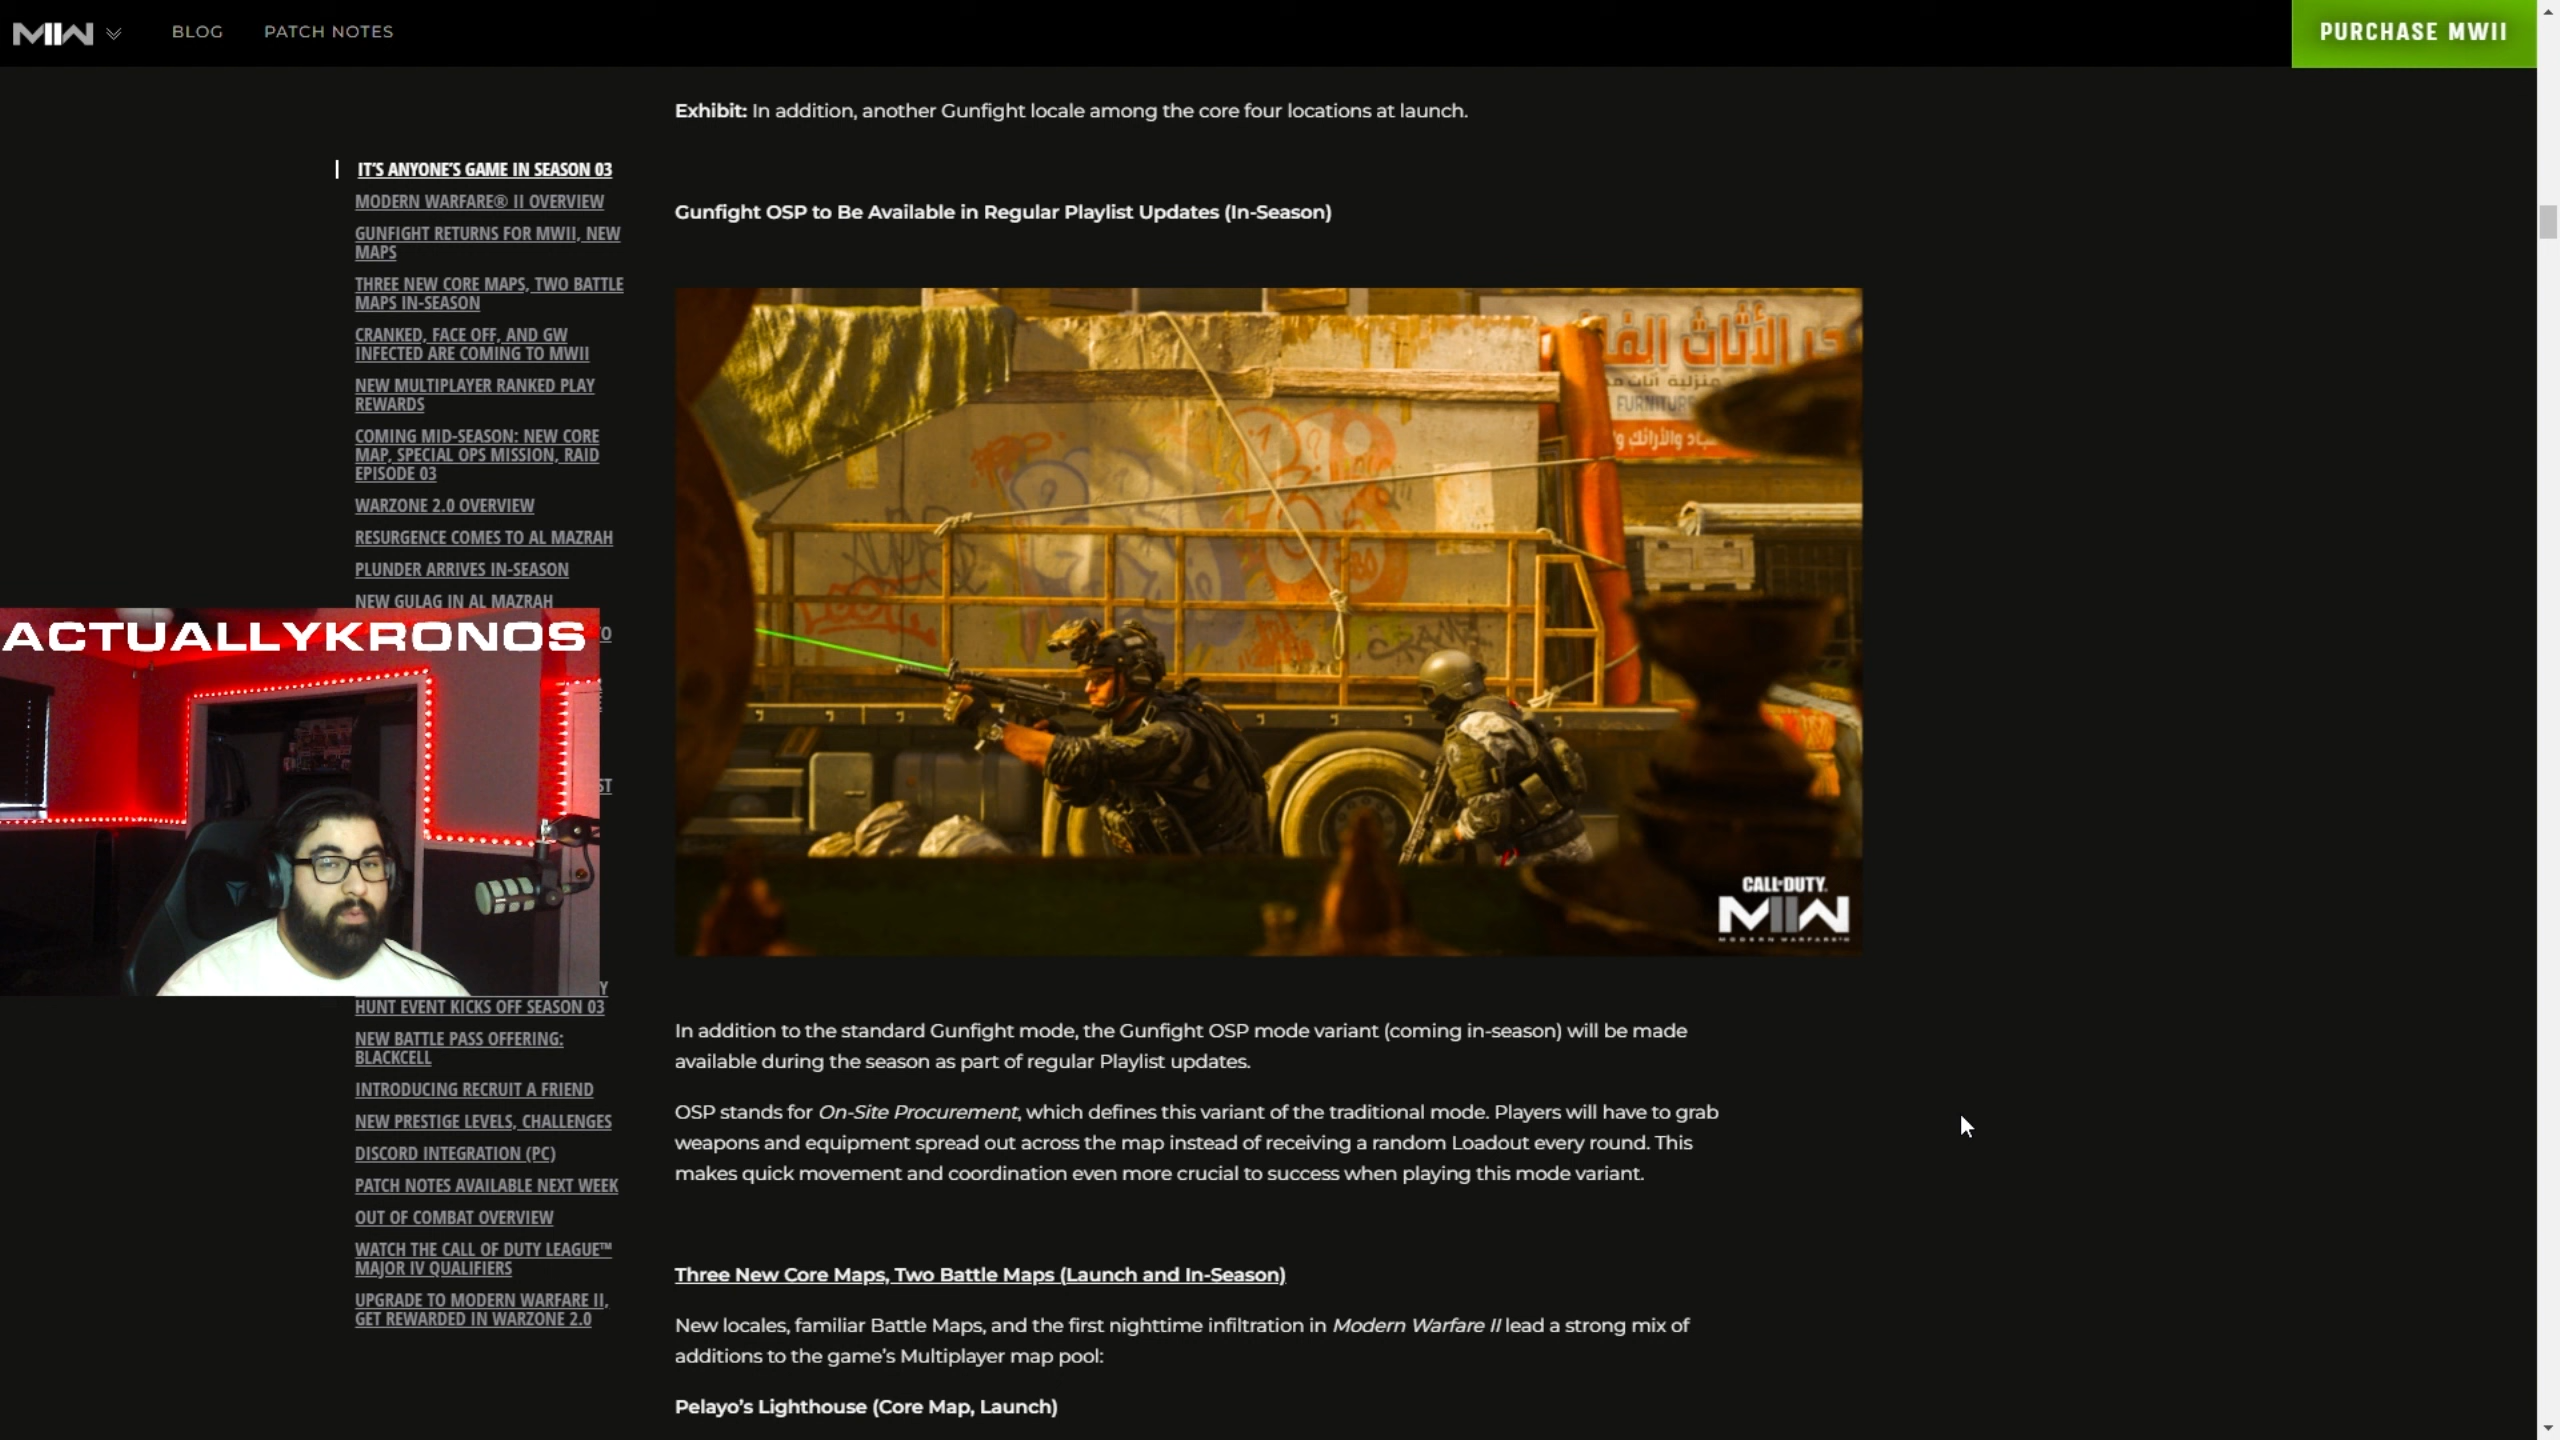 MW
BLOG
PATCH NOTES
PURCHASE MWII
Exhibit: In addition, another Gunfight locale among the core four locations at launch.
IT'S ANYONE'S GAME IN SEASON 03
MODERN WARFARE® II OVERVIEW
GUNFIGHT RETURNS FOR MWII, NEW
MAPS
THREE NEW CORE MAPS, TWO BATTLE
MAPS IN-SEASON
CRANKED, FACE OFF, AND GW
INFECTED ARE COMING TO MWII
NEW MULTIPLAYER RANKED PLAY
REWARDS
COMING MID-SEASON: NEW CORE
MAP, SPECIAL OPS MISSION, RAID
EPISODE 03
WARZONE 2.0 OVERVIEW
RESURGENCE COMES TO AL MAZRAH
PLUNDER ARRIVES IN-SEASON
NEW GULAG IN AL MAZRAH
ACTUALLYKRONOS
HUNT EVENT KICKS OFF SEASON 03
NEW BATTLE PASS OFFERING:
BLACKCELL
INTRODUCING RECRUIT A FRIEND
NEW PRESTIGE LEVELS, CHALLENGES
DISCORD INTEGRATION (PC)
PATCH NOTES AVAILABLE NEXT WEEK
OUT OF COMBAT OVERVIEW
WATCH THE CALL OF DUTY LEAGUE™
MAJOR IV QUALIFIERS
UPGRADE TO MODERN WARFARE II,
GET REWARDED IN WARZONE 2.0
Gunfight OSP to Be Available in Regular Playlist Updates (In-Season)
الأثاث
منزلية أثاث
FURNITURE
والأرائك
CALL OF DUTY
MW
MODERN WARFARE
In addition to the standard Gunfight mode, the Gunfight OSP mode variant (coming in-season) will be made
available during the season as part of regular Playlist updates.
OSP stands for On-Site Procurement, which defines this variant of the traditional mode. Players will have to grab
weapons and equipment spread out across the map instead of receiving a random Loadout every round. This
makes quick movement and coordination even more crucial to success when playing this mode variant.
Three New Core Maps, Two Battle Maps (Launch and In-Season)
New locales, familiar Battle Maps, and the first nighttime infiltration in Modern Warfare II lead a strong mix of
additions to the game's Multiplayer map pool:
Pelayo's Lighthouse (Core Map, Launch)